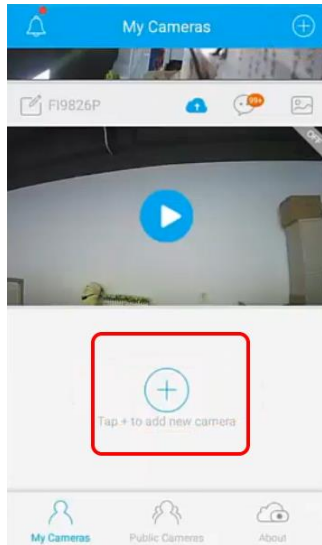 My Cameras
FI9826P
99+
OFF
Tap + to add new camera
My Cameras Public Cameras About